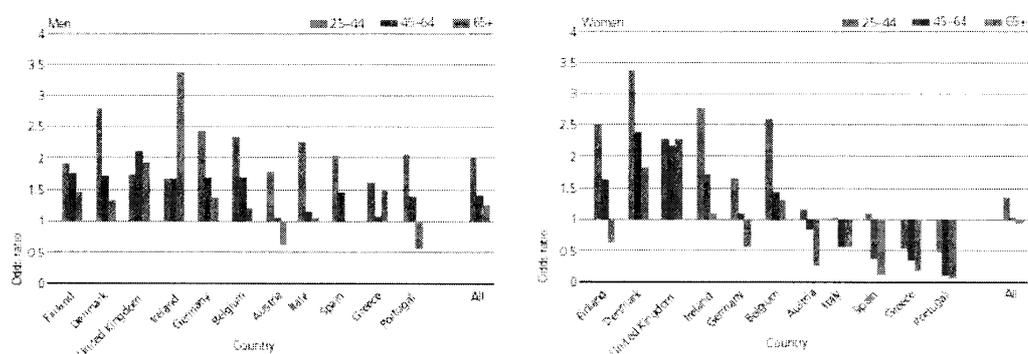 Men 25–44 45–64 65+
4
3.5
3
2.5
2
1.5
1
0.5
0
Odds ratio
Finland Denmark United Kingdom Ireland Germany Belgium Austria Italy Spain Greece Portugal All
Country
Women 25–44 45–64 65+
4
3.5
3
2.5
2
1.5
1
0.5
0
Odds ratio
Finland Denmark United Kingdom Ireland Germany Belgium Austria Italy Spain Greece Portugal All
Country